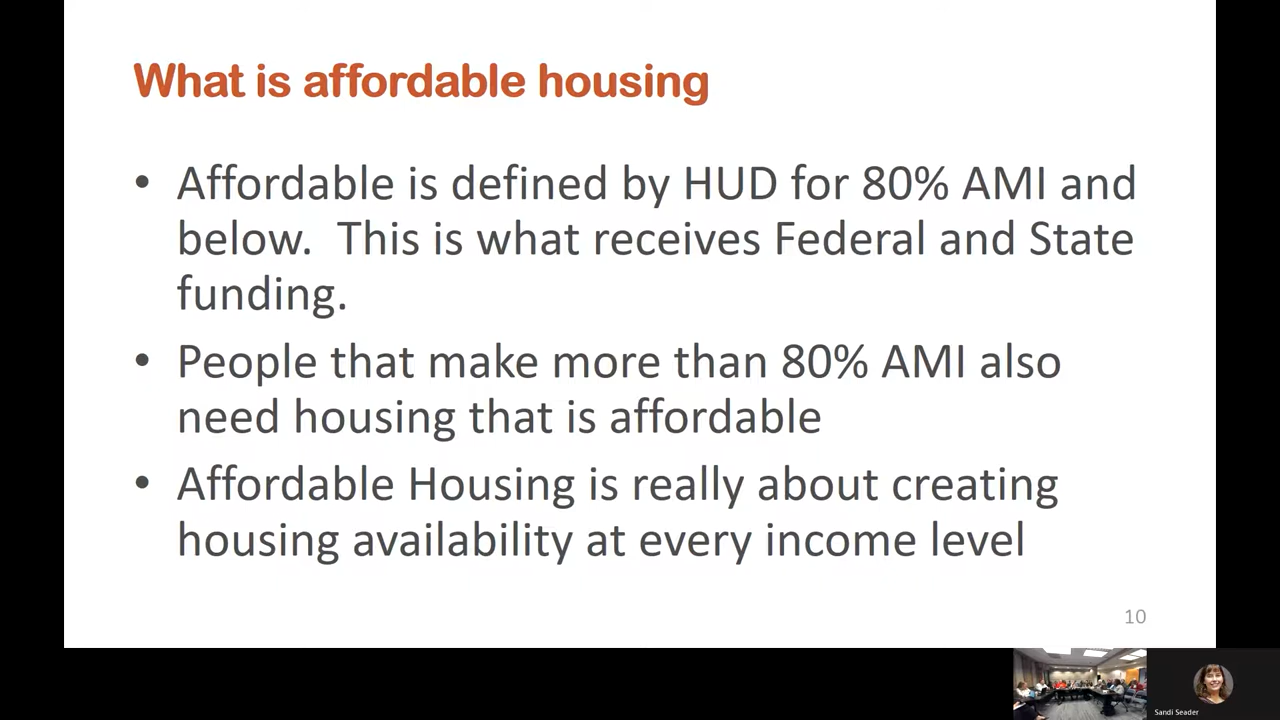 What is affordable housing
• Affordable is defined by HUD for 80% AMI and
below.  This is what receives Federal and State
funding.
• People that make more than 80% AMI also
need housing that is affordable
• Affordable Housing is really about creating
housing availability at every income level
10
Sandi Seader